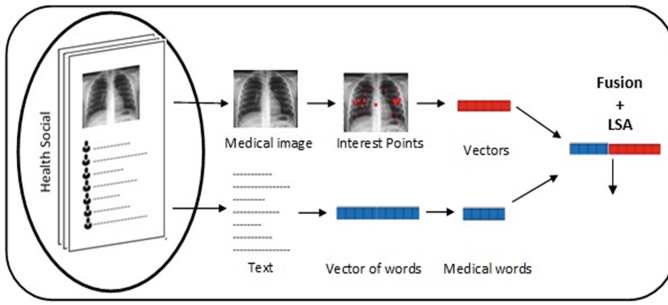 Health Social
Medical image
Interest Points
Vectors
Fusion
+
LSA
Text
Vector of words
Medical words